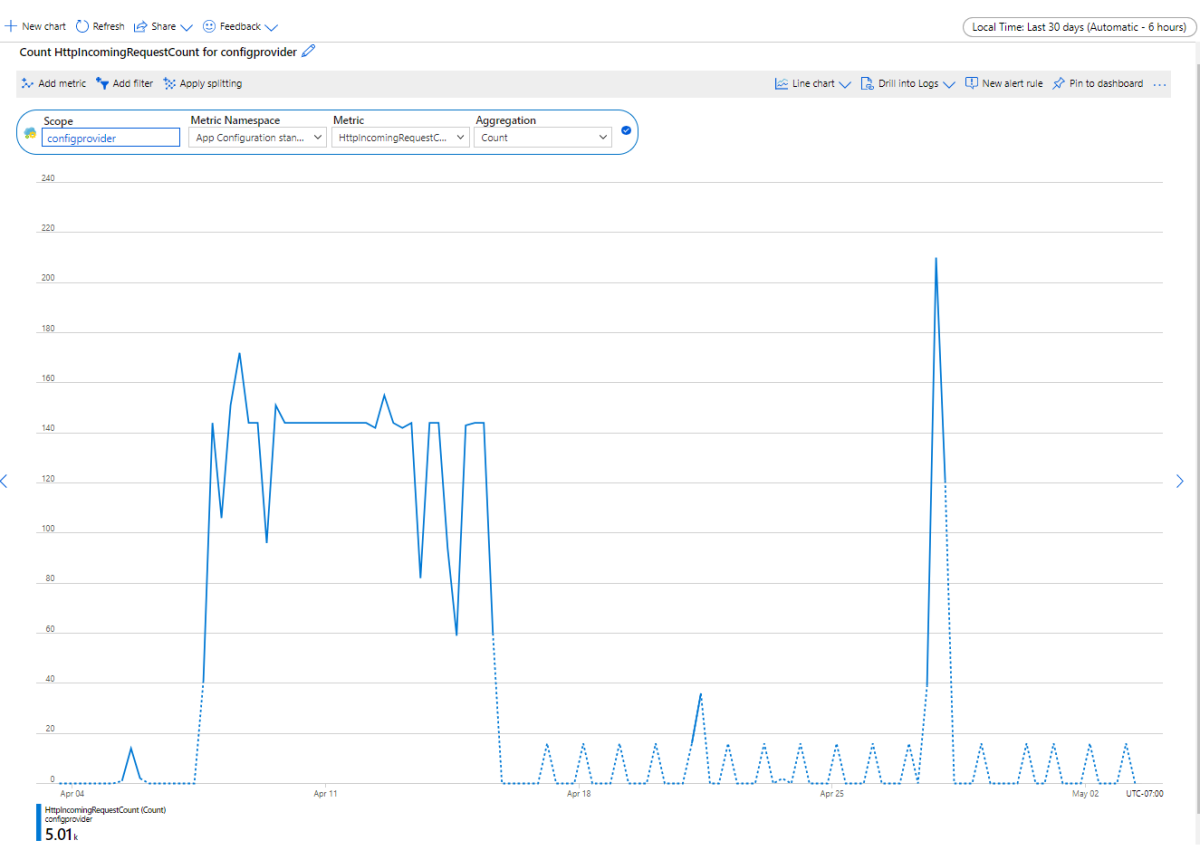 New chart Refresh Share Feedback Local Time: Last 30 days (Automatic - 6 hours)
Count HttpIncomingRequestCount for configprovider
Add metric Add filter Apply splitting Line chart Drill into Logs New alert rule Pin to dashboard ...
Scope Metric Namespace Metric Aggregation
configprovider App Configuration stan... HttpIncomingRequestC... Count
240
220
200
180
160
140
120
100
80
60
40
20
0
Apr 04 Apr 11 Apr 18 Apr 25 May 02 UTC-07:00
HttpIncomingRequestCount (Count)
configprovider
5.01 k